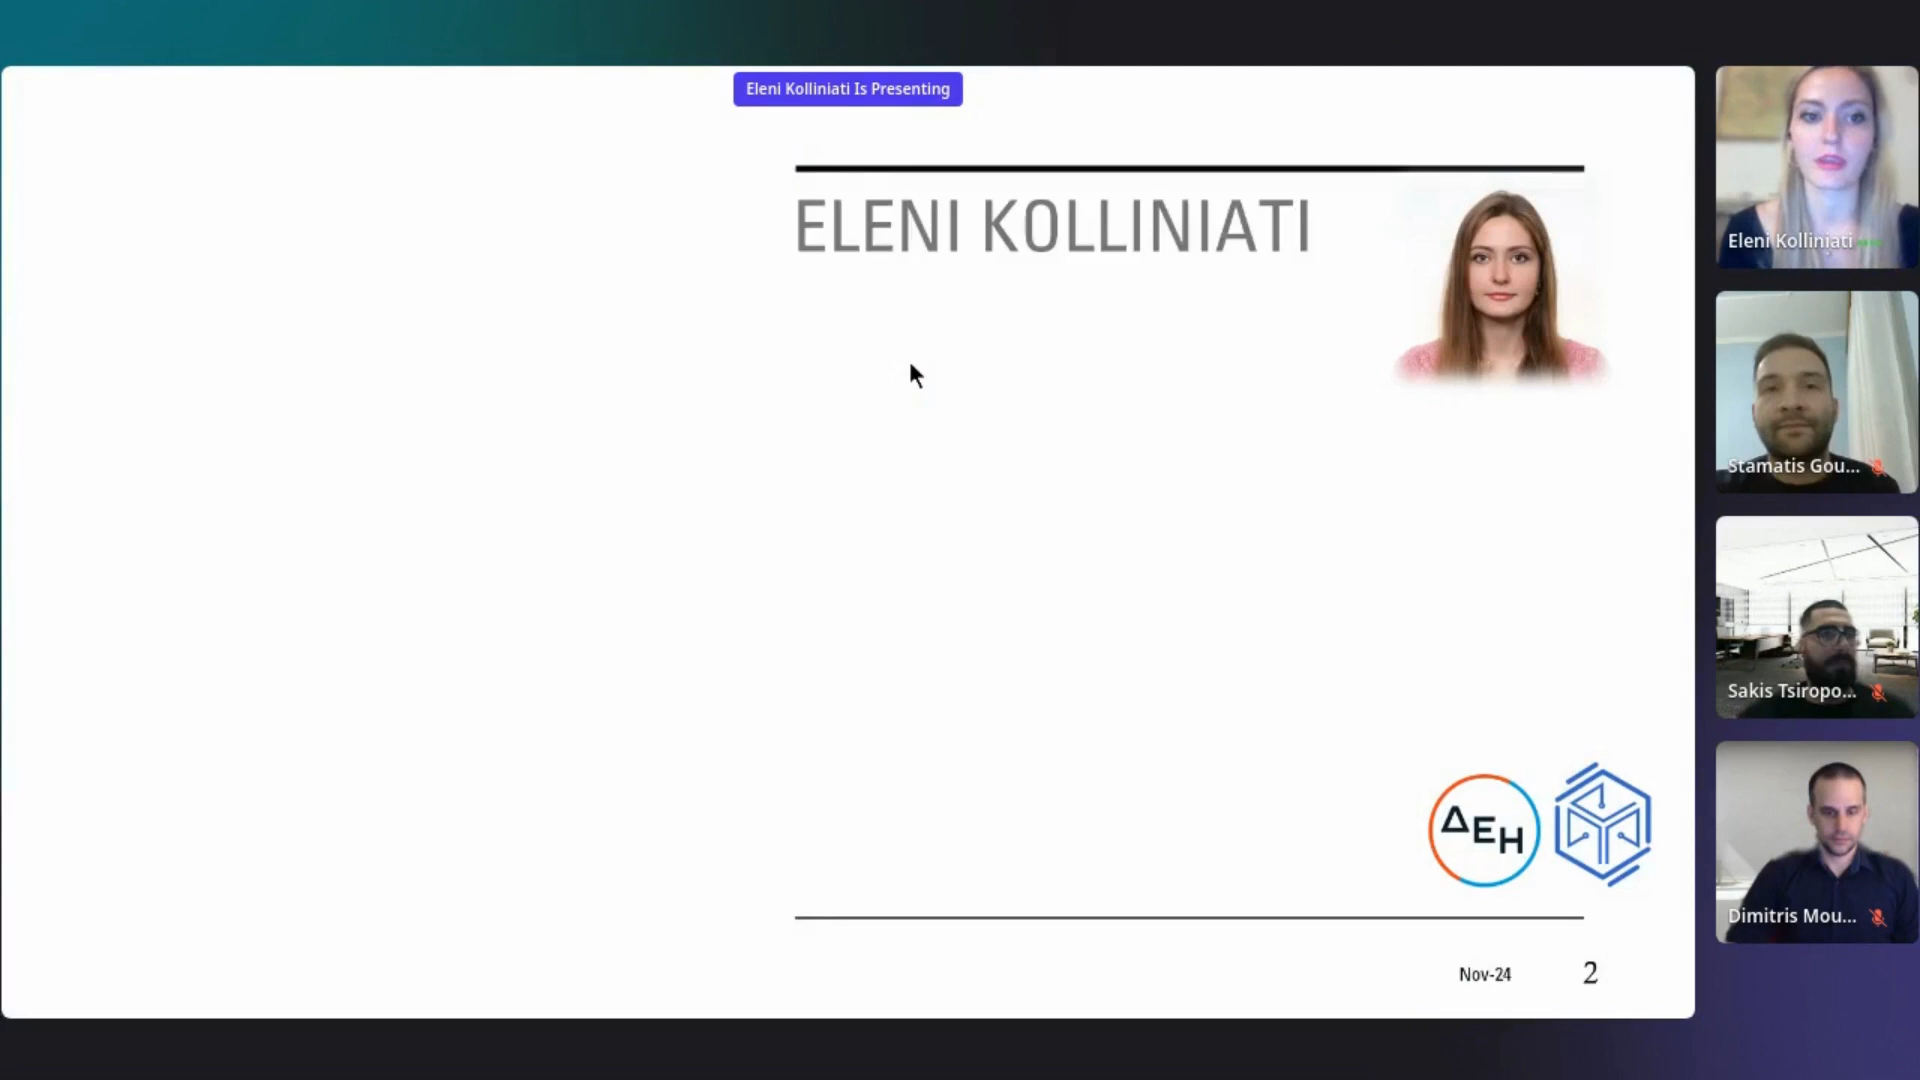 Eleni Kolliniati Is Presenting
ELENI KOLLINIATI
ΔΕΗ
Nov-24
2
Eleni Kolliniati
Stamatis Gou...
Sakis Tsiropo...
Dimitris Mou...